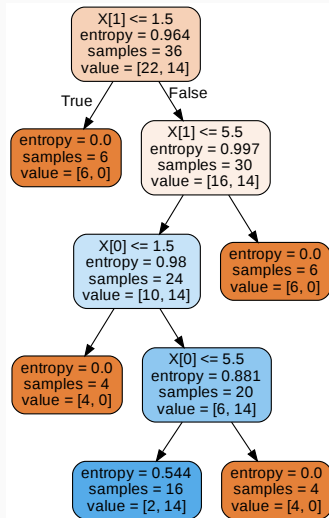 X[1] <= 1.5
entropy = 0.964
samples = 36
value = [22, 14]
True
False
entropy = 0.0
samples = 6
value = [6, 0]
X[1] <= 5.5
entropy = 0.997
samples = 30
value = [16, 14]
X[0] <= 1.5
entropy = 0.98
samples = 24
value = [10, 14]
entropy = 0.0
samples = 6
value = [6, 0]
entropy = 0.0
samples = 4
value = [4, 0]
X[0] <= 5.5
entropy = 0.881
samples = 20
value = [6, 14]
entropy = 0.544
samples = 16
value = [2, 14]
entropy = 0.0
samples = 4
value = [4, 0]